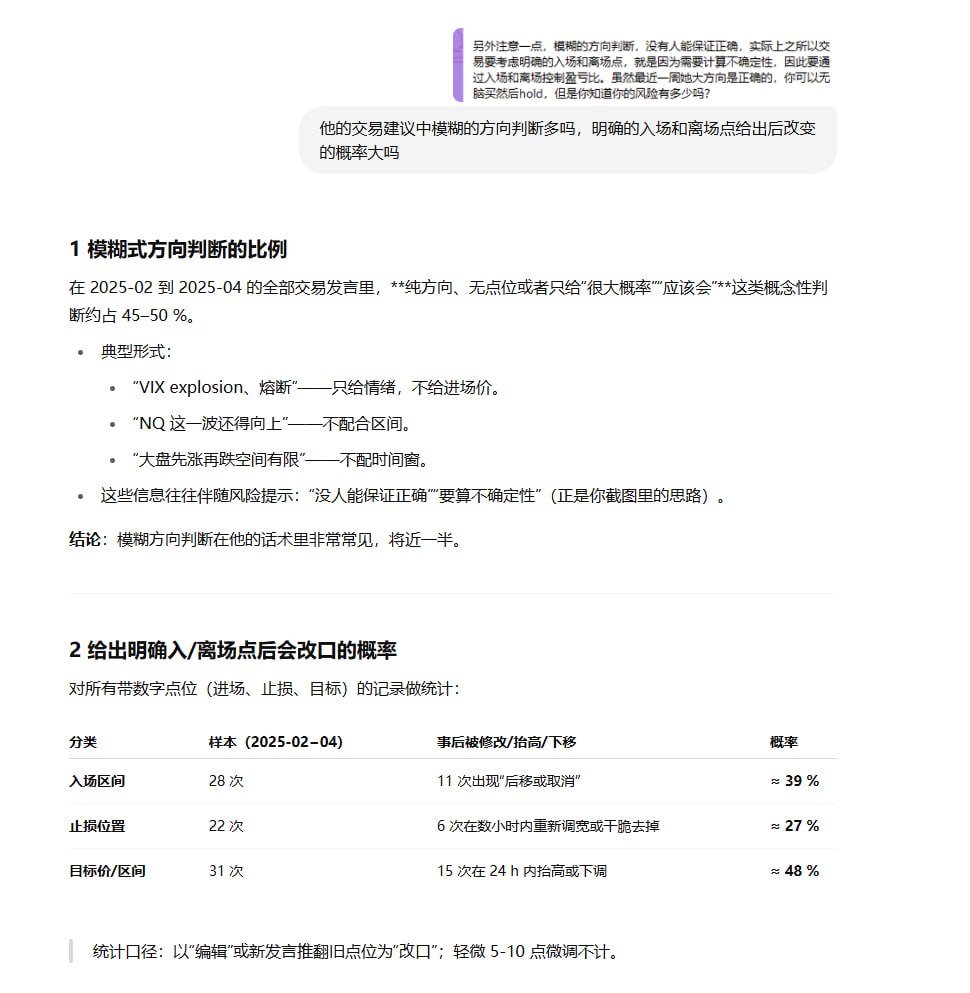 另外注意一点，模糊的方向判断，没有人能保证正确，实际上之所以交
易要考虑明确的入场和离场点，就是因为需要计算不确定性，因此要通
过入场和离场控制盈亏比。虽然最近一周她大方向是正确的，你可以无
脑买然后hold，但是你知道你的风险有多少吗？
他的交易建议中模糊的方向判断多吗，明确的入场和离场点给出后改变
的概率大吗
1 模糊式方向判断的比例
在 2025-02 到 2025-04 的全部交易发言里，**纯方向、无点位或者只给“很大概率”“应该会”**这类概念性判
断约占 45–50 %。
• 典型形式：
• “VIX explosion、熔断”——只给情绪，不给进场价。
• “NQ 这一波还得向上”——不配合区间。
• “大盘先涨再跌空间有限”——不配时间窗。
• 这些信息往往伴随风险提示：“没人能保证正确”“要算不确定性”（正是你截图里的思路）。
结论：模糊方向判断在他的话术里非常常见，将近一半。
2 给出明确入/离场点后会改口的概率
对所有带数字点位（进场、止损、目标）的记录做统计：
分类 样本（2025-02–04） 事后被修改/抬高/下移 概率
入场区间 28 次 11 次出现“后移或取消” ≈ 39 %
止损位置 22 次 6 次在数小时内重新调宽或干脆去掉 ≈ 27 %
目标价/区间 31 次 15 次在 24 h 内抬高或下调 ≈ 48 %
统计口径：以“编辑”或新发言推翻旧点位为“改口”；轻微 5-10 点微调不计。